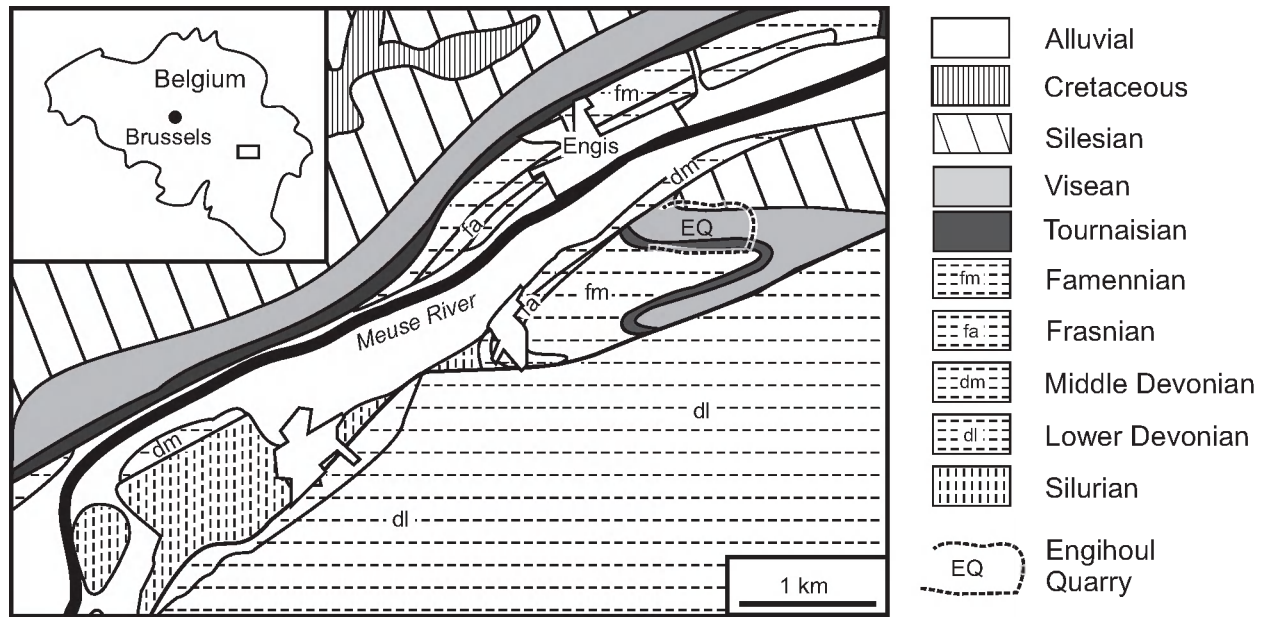 Belgium
Brussels
fm
Engis
dm
fa
EQ
fm
fa
Meuse River
dl
dm
dl
1 km
Alluvial
Cretaceous
Silesian
Visean
Tournaisian
fm Famennian
fa Frasnian
dm Middle Devonian
dl Lower Devonian
Silurian
EQ Engihoul
Quarry